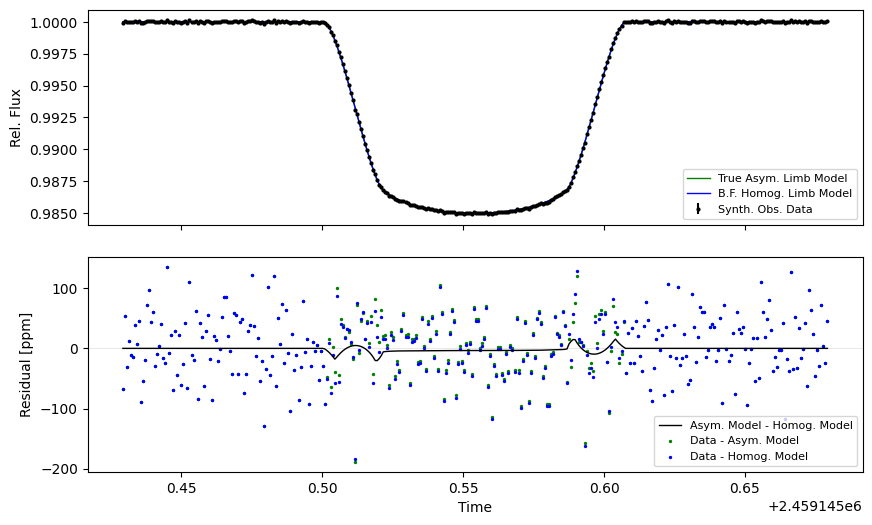 1.0000
0.9975
0.9950
0.9925
0.9900
0.9875
0.9850
Rel. Flux
True Asym. Limb Model
B.F. Homog. Limb Model
Synth. Obs. Data
100
0
−100
−200
Residual [ppm]
Asym. Model - Homog. Model
Data - Asym. Model
Data - Homog. Model
0.45
0.50
0.55
0.60
0.65
Time
+2.459145e6